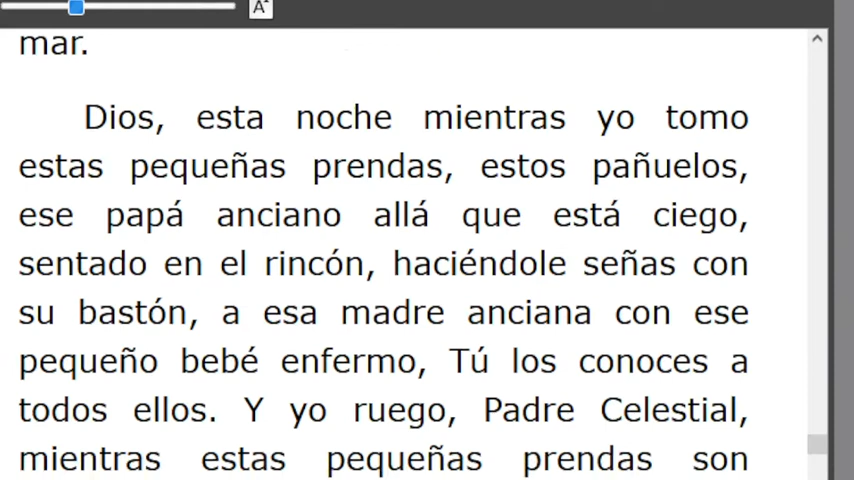 A
mar.
Dios, esta noche mientras yo tomo
estas pequeñas prendas, estos pañuelos,
ese papá anciano allá que está ciego,
sentado en el rincón, haciéndole señas con
su bastón, a esa madre anciana con ese
pequeño bebé enfermo, Tú los conoces a
todos ellos. Y yo ruego, Padre Celestial,
mientras estas pequeñas prendas son